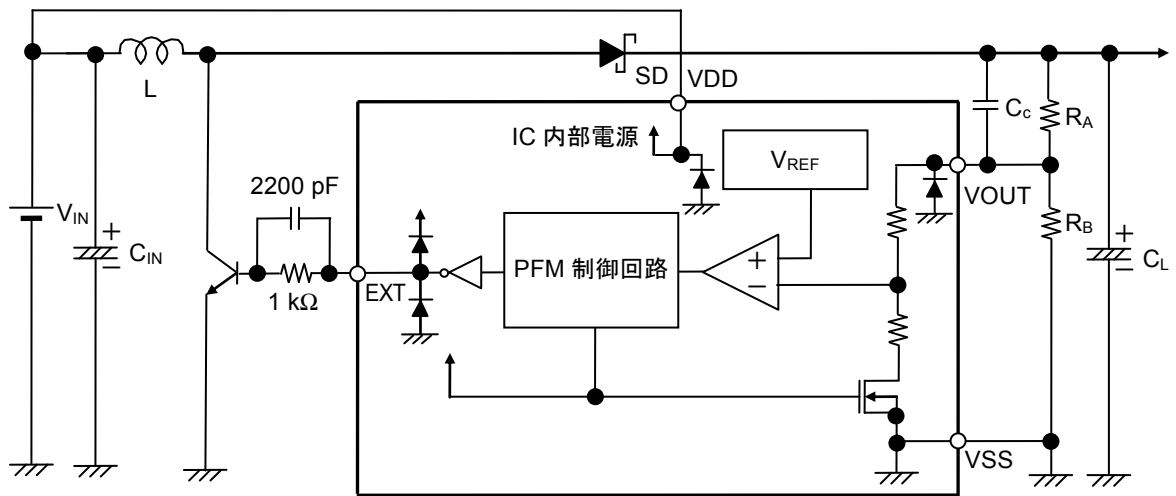 L
SD
VDD
IC 内部電源
VREF
Cc
RA
2200 pF
VOUT
VIN
CIN
+
−
1 kΩ
EXT
PFM 制御回路
+
−
RB
+
−
CL
VSS